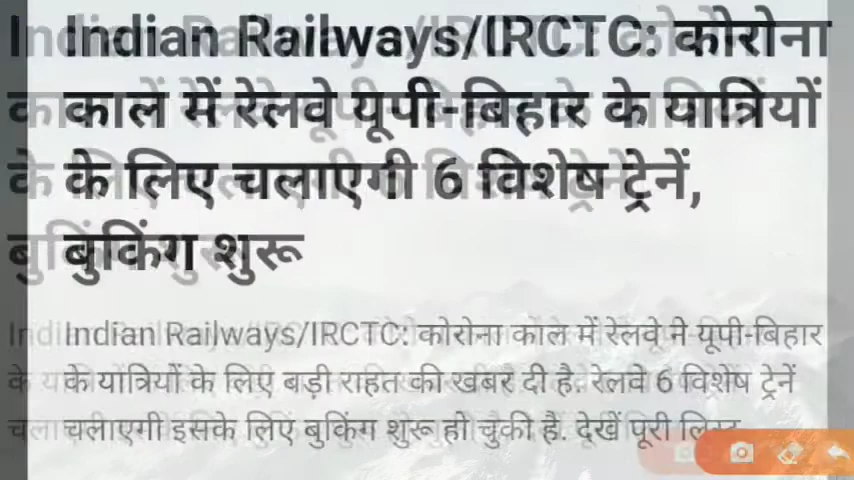 Indian Railways/IRCTC: कोरोना
काल में रेलवे यूपी-बिहार के यात्रियों
के लिए चलाएगी 6 विशेष ट्रेनें,
बुकिंग शुरू
Indian Railways/IRCTC: कोरोना काल में रेलवे ने यूपी-बिहार
के यात्रियों के लिए बड़ी राहत की खबर दी है. रेलवे 6 विशेष ट्रेनें
चलाएगी इसके लिए बुकिंग शुरू हो चुकी है. देखें पूरी लिस्ट